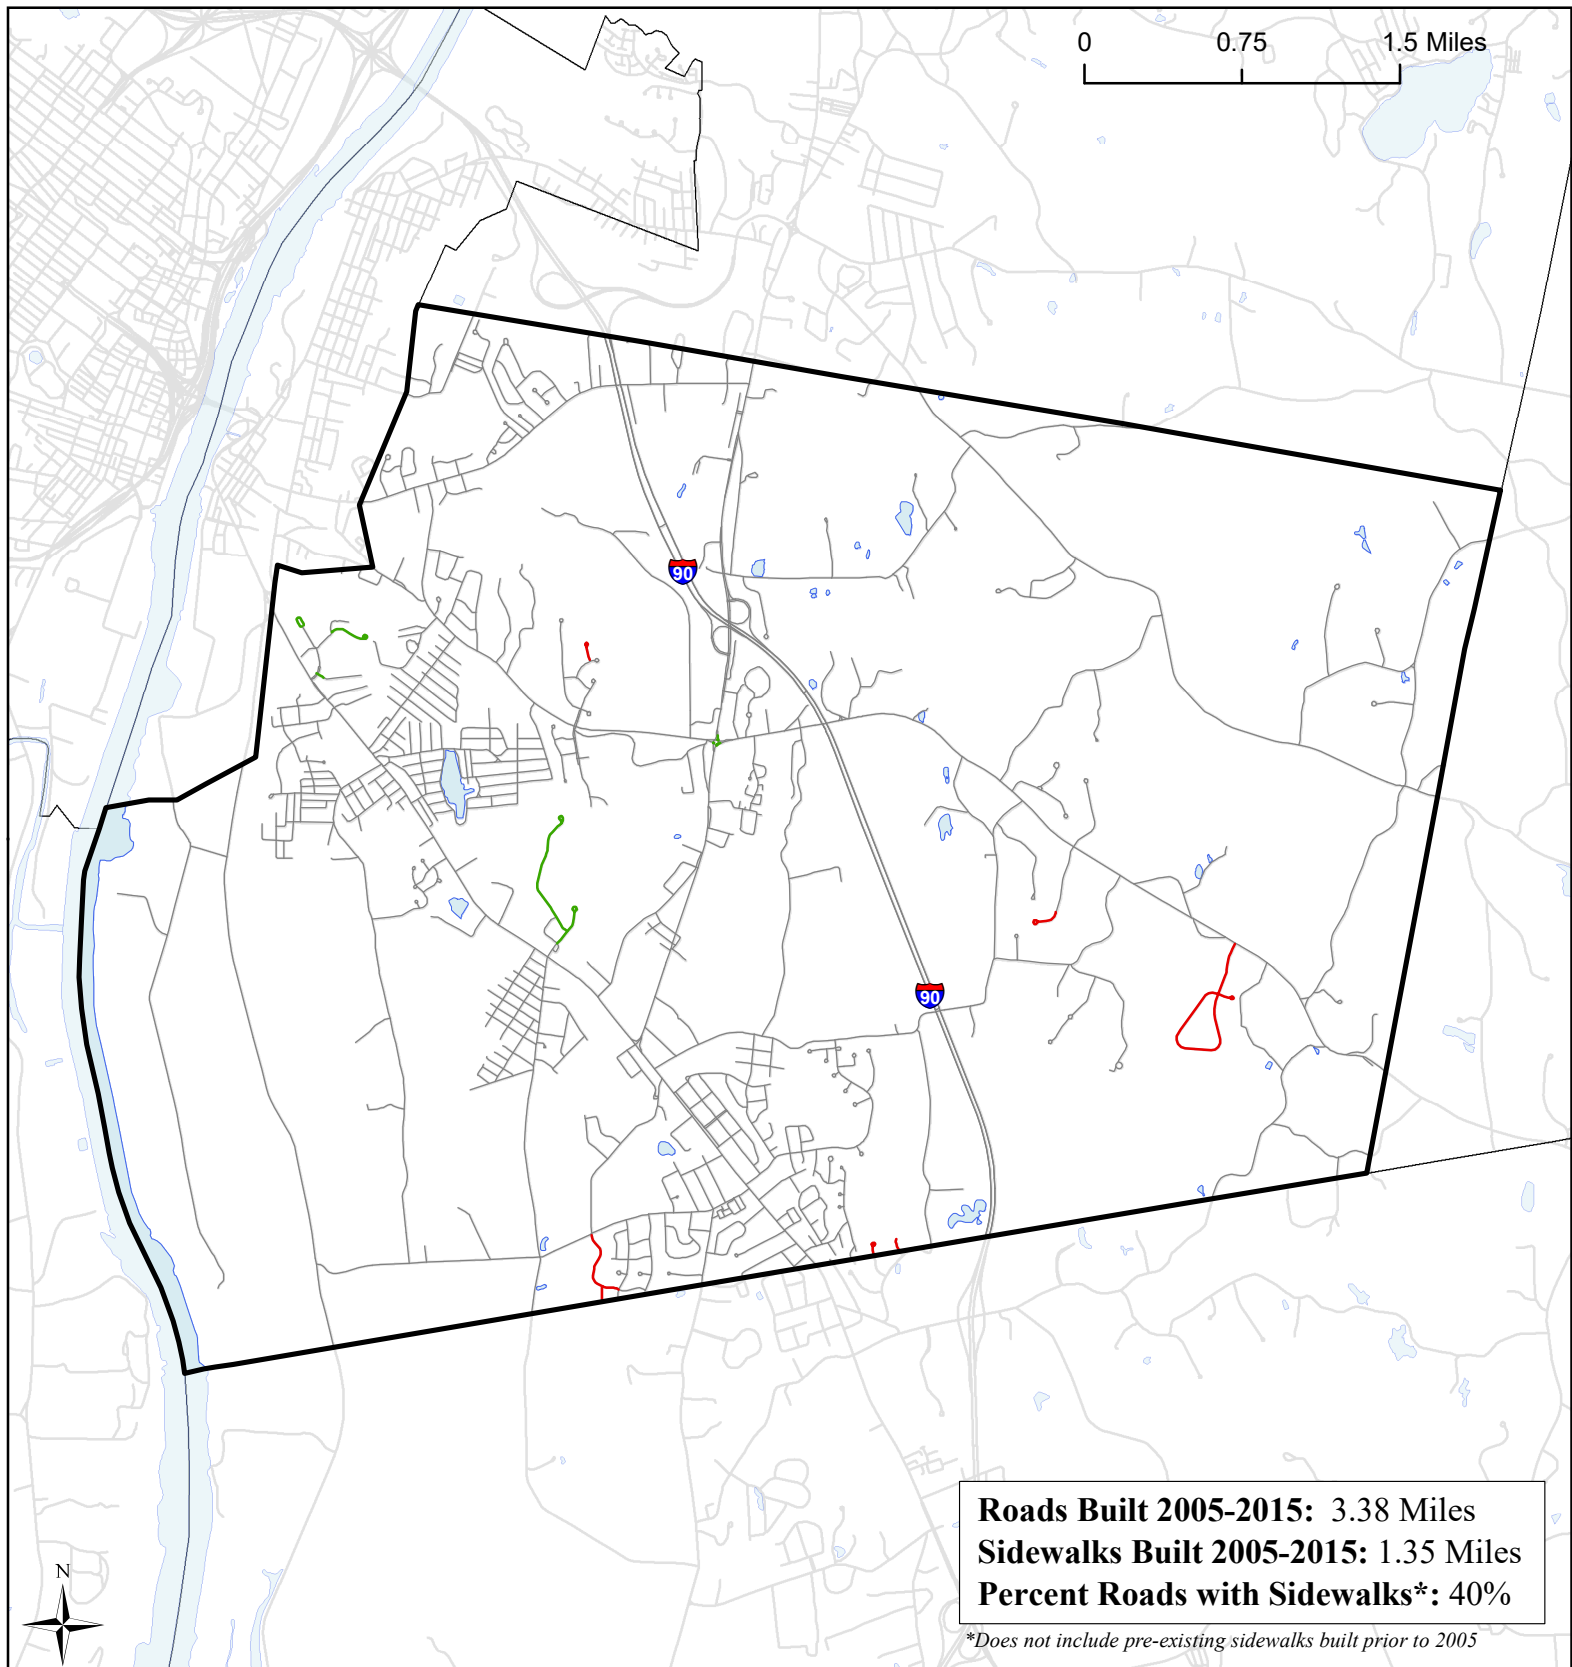 0 0.75 1.5 Miles
90
90
Roads Built 2005-2015: 3.38 Miles
Sidewalks Built 2005-2015: 1.35 Miles
Percent Roads with Sidewalks*: 40%
N
*Does not include pre-existing sidewalks built prior to 2005